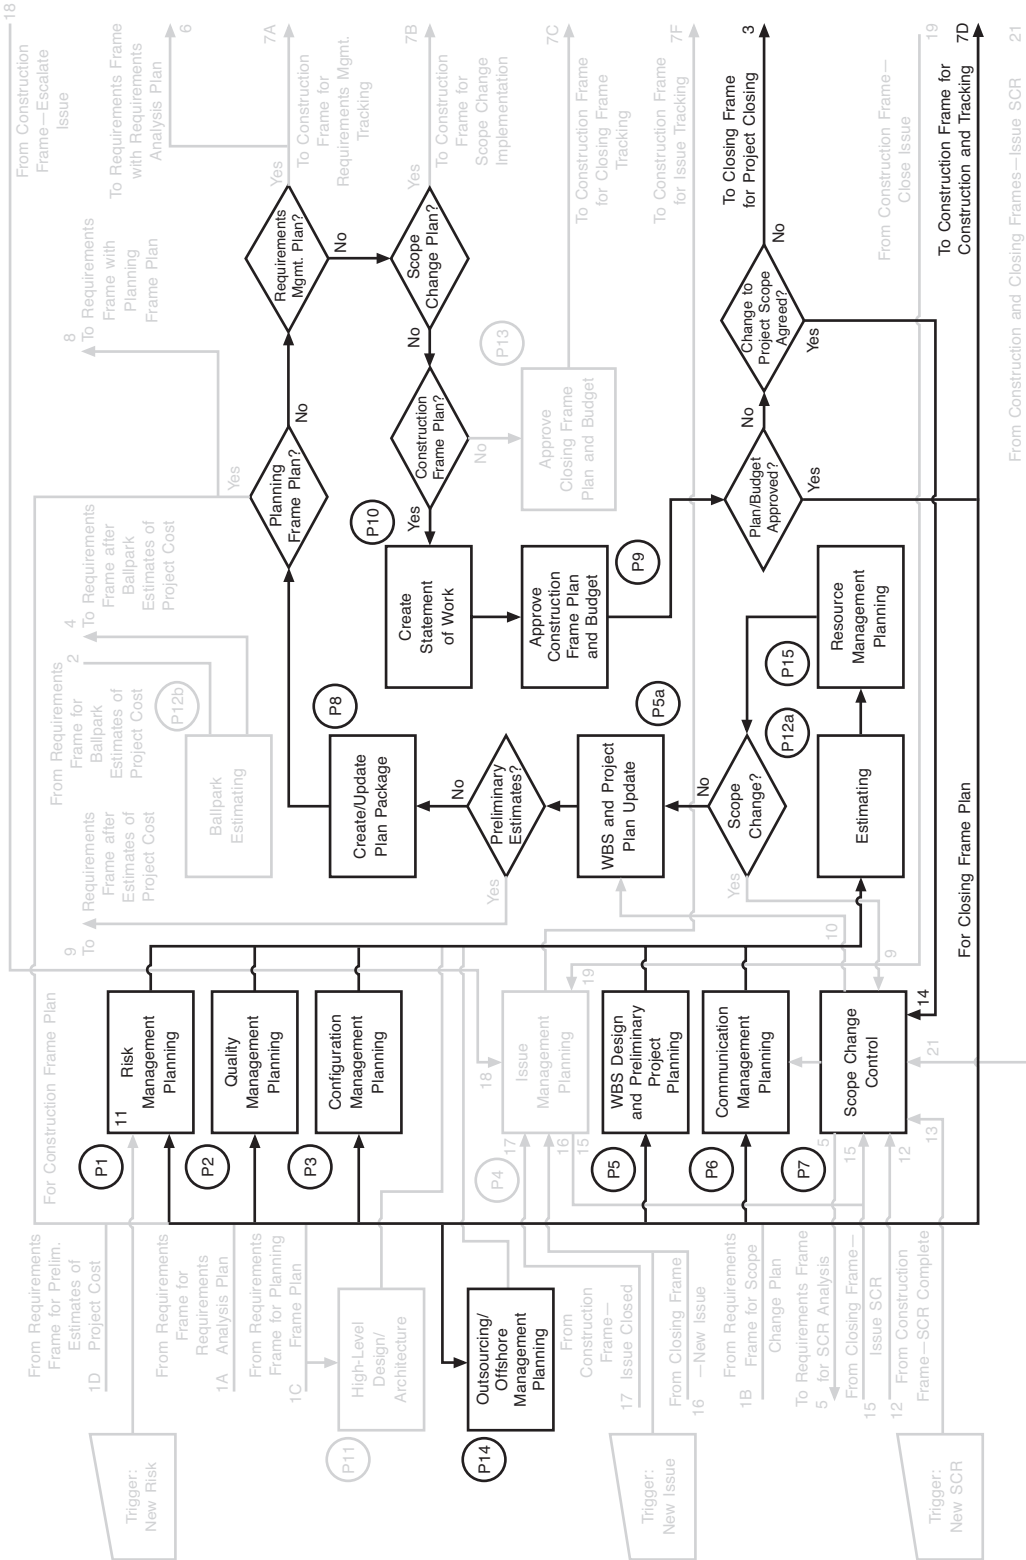 18
From Construction
Frame—Escalate
Issue
6
To Requirements Frame
with Requirements
Analysis Plan
7A
To Construction
Frame for
Requirements Mgmt.
Tracking
7B
To Construction
Frame for
Scope Change
Implementation
7C
To Construction Frame
for Closing Frame
Tracking
7F
To Construction Frame
for Issue Tracking
3
To Closing Frame
for Project Closing
19
From Construction Frame—
Close Issue
7D
To Construction Frame for
Construction and Tracking
21
From Construction and Closing Frames—Issue SCR
8
To Requirements
Frame with
Planning
Frame Plan
Yes
Requirements
Mgmt. Plan?
No
Yes
Scope
Change Plan?
No
P13
Approve
Closing Frame
Plan and Budget
No
Change to
Project Scope
Agreed?
Yes
Yes
Planning
Frame Plan?
No
Construction
Frame Plan?
No
Yes
Plan/Budget
Approved?
No
Yes
4
To Requirements
Frame after
Ballpark
Estimates of
Project Cost
2
From Requirements
Frame for
Ballpark
Estimates of
Project Cost
P12b
Ballpark
Estimating
P10
Create
Statement
of Work
P9
Approve
Construction
Frame Plan
and Budget
P15
Resource
Management
Planning
P8
Create/Update
Plan Package
Preliminary
Estimates?
No
Yes
P5a
WBS and Project
Plan Update
Scope
Change?
No
Yes
P12a
Estimating
9
To Requirements
Frame after
Estimates of
Project Cost
For Closing Frame Plan
For Construction Frame Plan
P1
11
Risk
Management
Planning
P2
Quality
Management
Planning
P3
Configuration
Management
Planning
P4
18
19
17
16
15
Issue
Management
Planning
P5
WBS Design
and Preliminary
Project
Planning
P6
Communication
Management
Planning
P7
10
9
14
21
5
15
12
13
Scope Change
Control
From Requirements
Frame for Prelim.
Estimates of
1D Project Cost
From Requirements
Frame for
Requirements
1A Analysis Plan
From Requirements
Frame for Planning
1C Frame Plan
High-Level
Design/
Architecture
P11
Outsourcing/
Offshore
Management
Planning
P14
From
Construction
Frame—
17 Issue Closed
From Closing Frame
16 —New Issue
From Requirements
Frame for Scope
1B Change Plan
To Requirements Frame
5 for SCR Analysis
From Closing Frame—
15 Issue SCR
12 From Construction
Frame—SCR Complete
Trigger:
New Risk
Trigger:
New Issue
Trigger:
New SCR